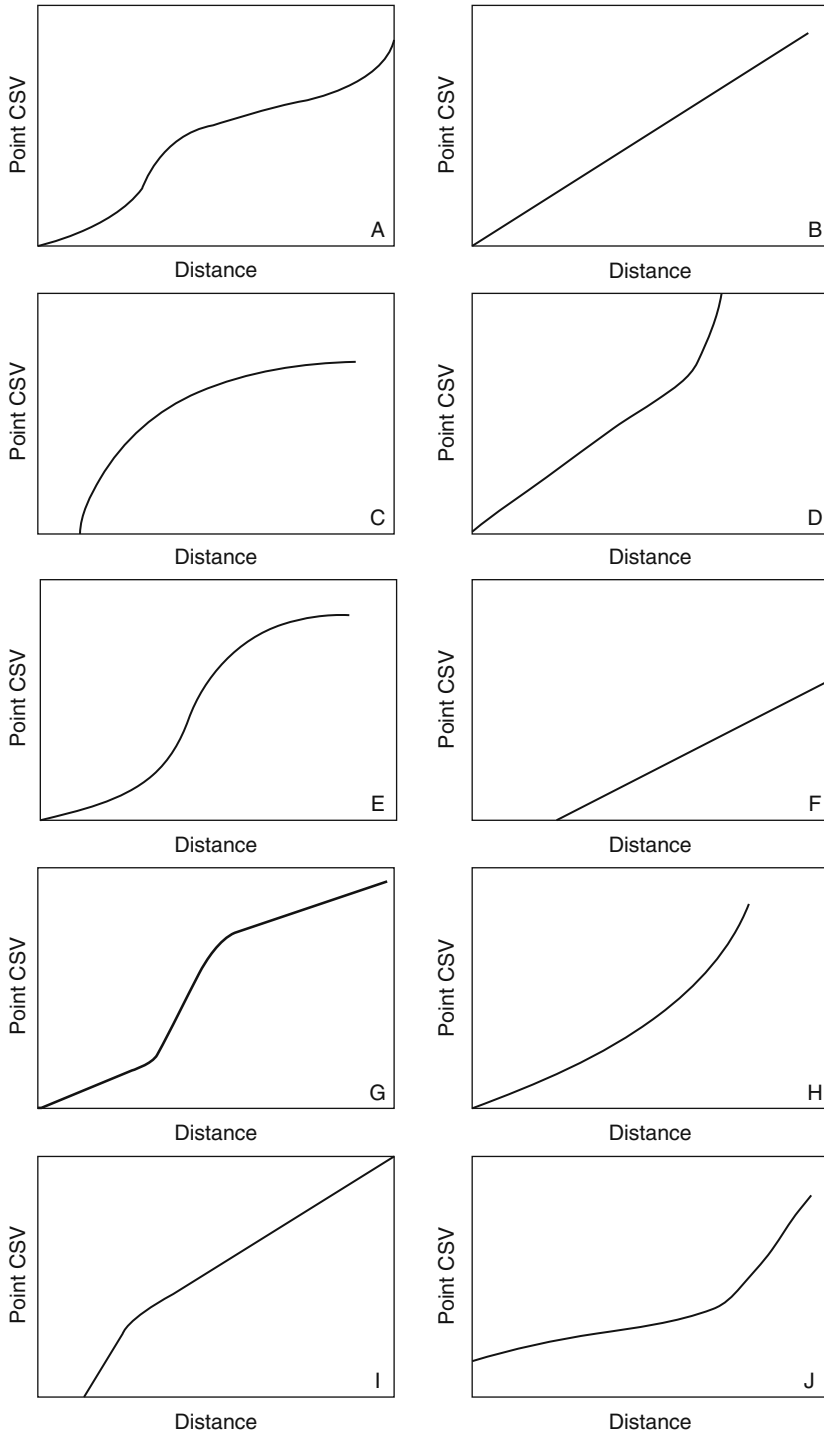 Point CSV
A
Distance
Point CSV
B
Distance
Point CSV
C
Distance
Point CSV
D
Distance
Point CSV
E
Distance
Point CSV
F
Distance
Point CSV
G
Distance
Point CSV
H
Distance
Point CSV
I
Distance
Point CSV
J
Distance